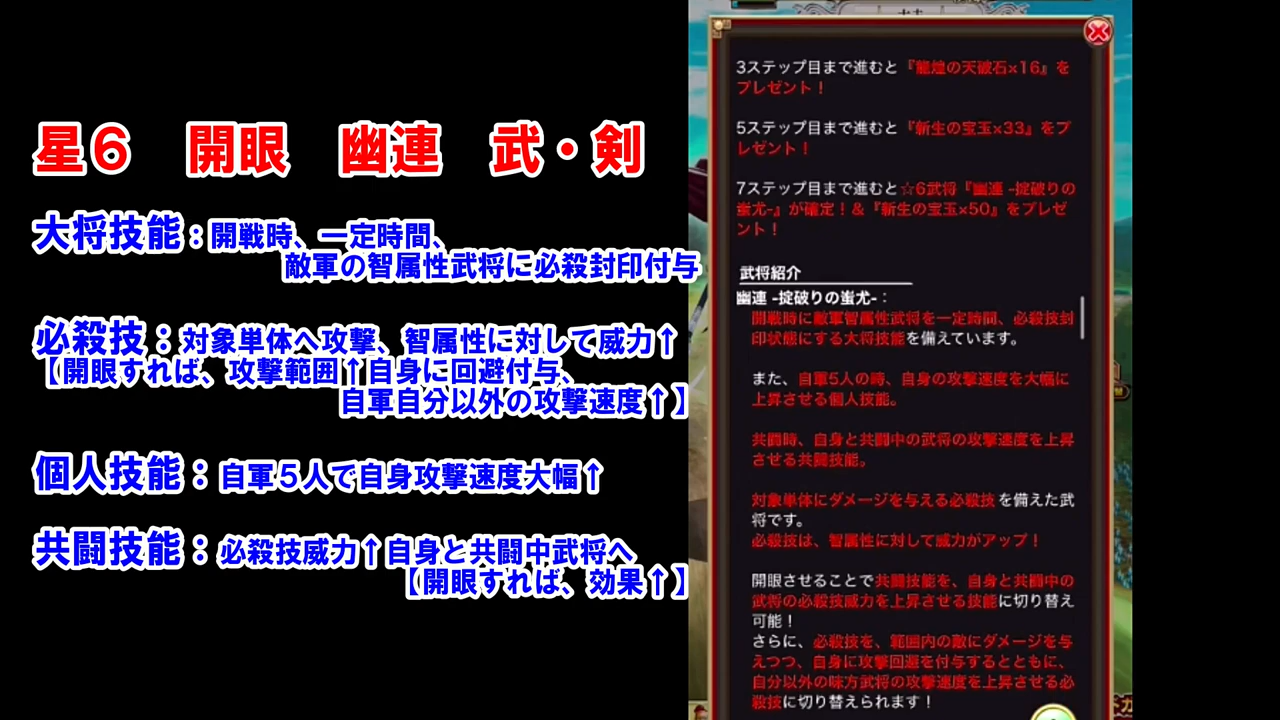 星６　開眼　幽連　武・剣
大将技能：開戦時、一定時間、
敵軍の智属性武将に必殺封印付与
必殺技：対象単体へ攻撃、智属性に対して威力↑
【開眼すれば、攻撃範囲↑自身に回避付与、
自軍自分以外の攻撃速度↑】
個人技能：自軍５人で自身攻撃速度大幅↑
共闘技能：必殺技威力↑自身と共闘中武将へ
【開眼すれば、効果↑】
3ステップ目まで進むと『龍煌の天破石×16』を
プレゼント！
5ステップ目まで進むと『新生の宝玉×33』をプ
レゼント！
7ステップ目まで進むと☆6武将『幽連 -掟破りの
蚩尤-』が確定！＆『新生の宝玉×50』をプレゼ
ント！
武将紹介
幽連 -掟破りの蚩尤-：
開戦時に敵軍智属性武将を一定時間、必殺技封
印状態にする大将技能を備えています。
また、自軍5人の時、自身の攻撃速度を大幅に
上昇させる個人技能。
共闘時、自身と共闘中の武将の攻撃速度を上昇
させる共闘技能。
対象単体にダメージを与える必殺技を備えた武
将です。
必殺技は、智属性に対して威力がアップ！
開眼させることで共闘技能を、自身と共闘中の
武将の必殺技威力を上昇させる技能に切り替え
可能！
さらに、必殺技を、範囲内の敵にダメージを与
えつつ、自身に攻撃回避を付与するとともに、
自分以外の味方武将の攻撃速度を上昇させる必
殺技に切り替えられます！